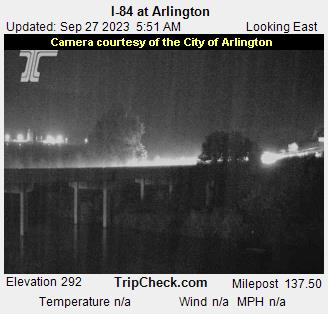 I-84 at Arlington
Updated: Sep 27 2023 5:51 AM Looking East
Camera courtesy of the City of Arlington
Elevation 292 TripCheck.com Milepost 137.50
Temperature n/a Wind n/a MPH n/a